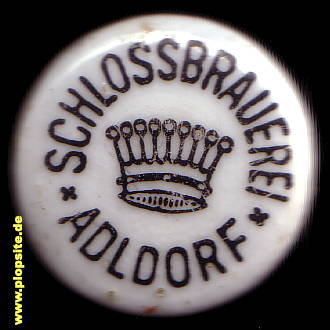 SCHLOSSBRAUEREI
* ADLDORF *
www.plopsite.de